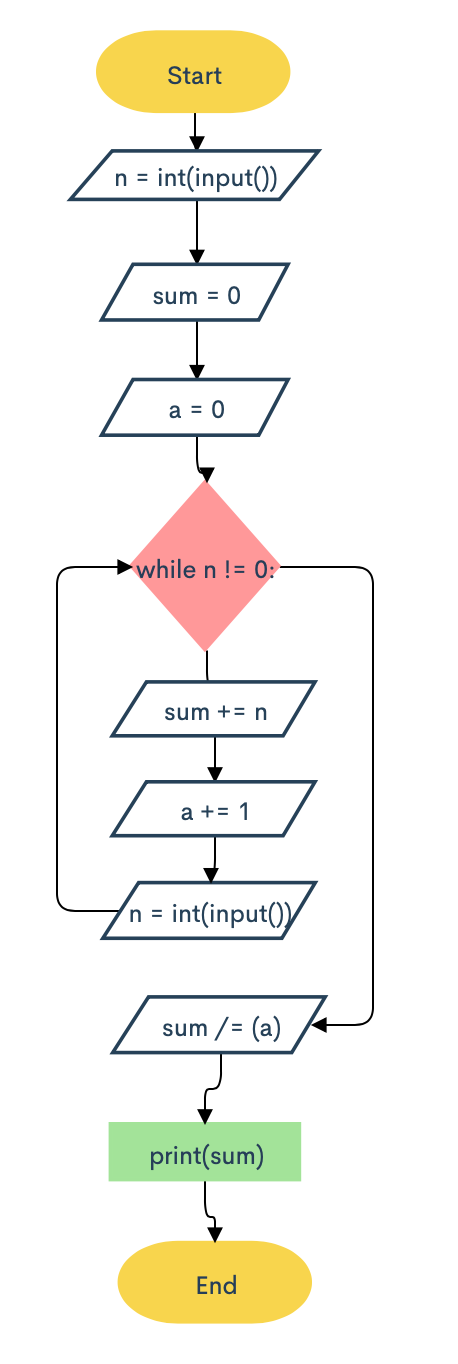 Start
n = int(input())
sum = 0
a = 0
while n != 0:
sum += n
a += 1
n = int(input())
sum /= (a)
print(sum)
End